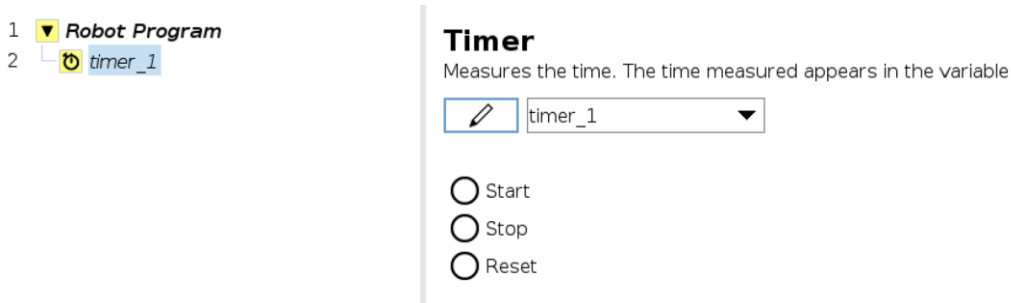 1 Robot Program
2 timer_1
Timer
Measures the time. The time measured appears in the variable
timer_1
Start
Stop
Reset